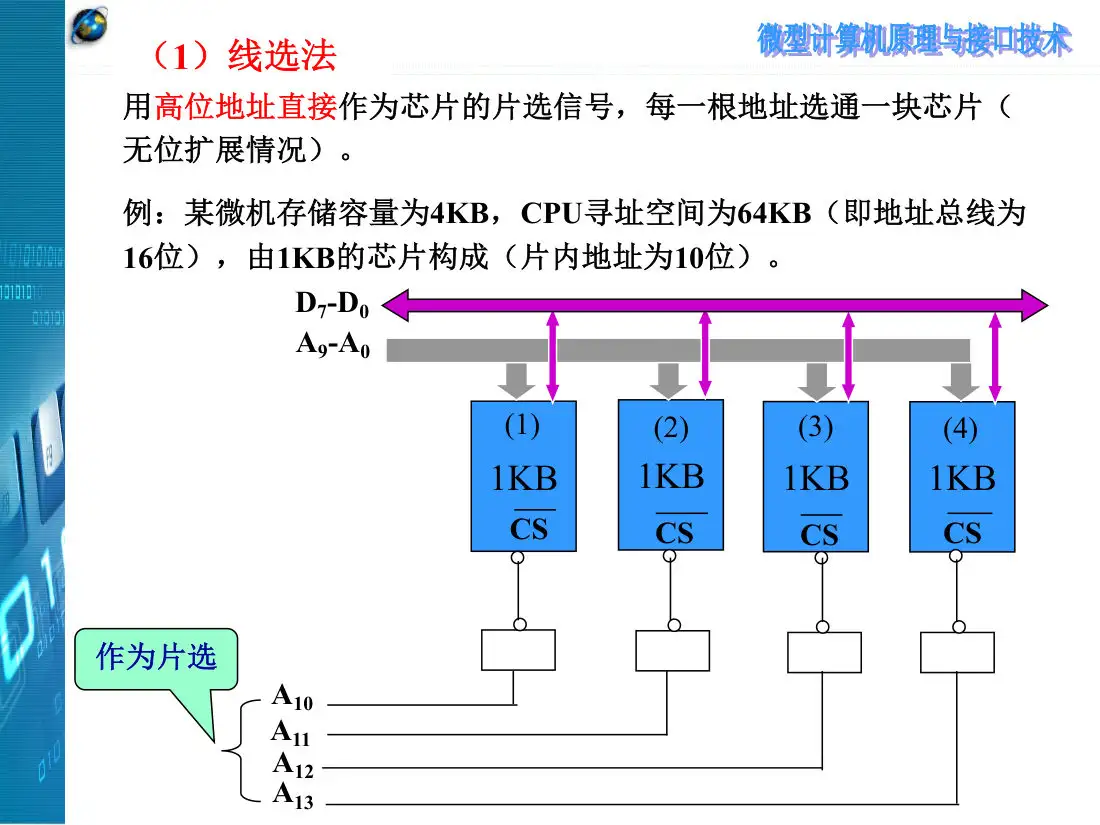 微型计算机原理与接口技术
（1）线选法
用高位地址直接作为芯片的片选信号，每一根地址选通一块芯片（
无位扩展情况）。
例：某微机存储容量为4KB，CPU寻址空间为64KB（即地址总线为
16位），由1KB的芯片构成（片内地址为10位）。
D7-D0
A9-A0
(1) (2) (3) (4)
1KB 1KB 1KB 1KB
CS CS CS CS
作为片选
A10
A11
A12
A13